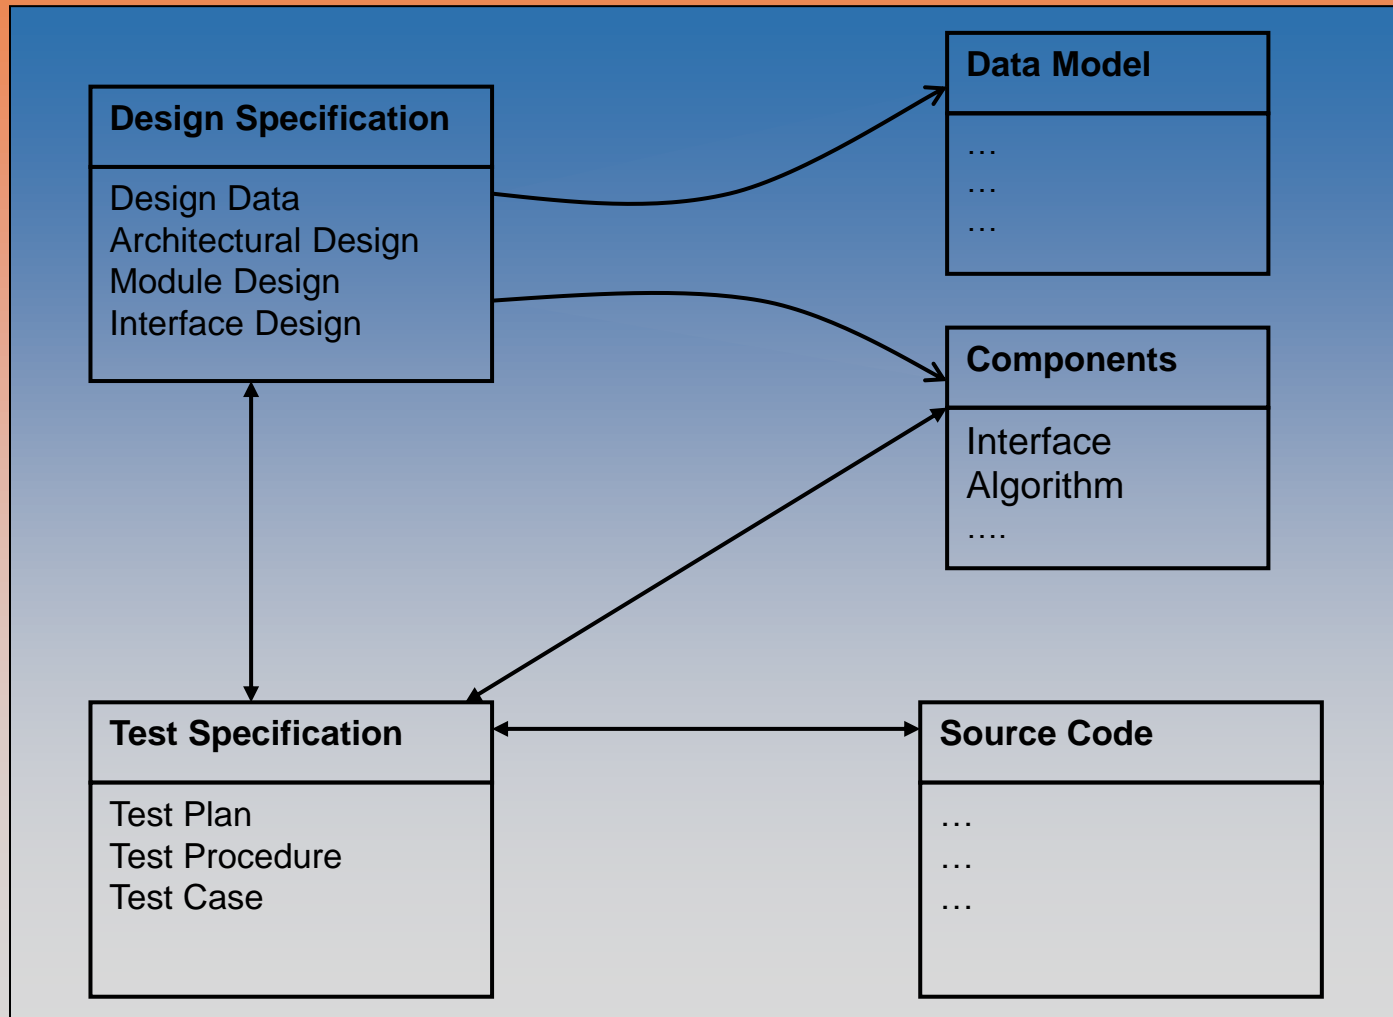 Design Specification
Design Data
Architectural Design
Module Design
Interface Design
Data Model
…
…
…
Components
Interface
Algorithm
….
Test Specification
Test Plan
Test Procedure
Test Case
Source Code
…
…
…